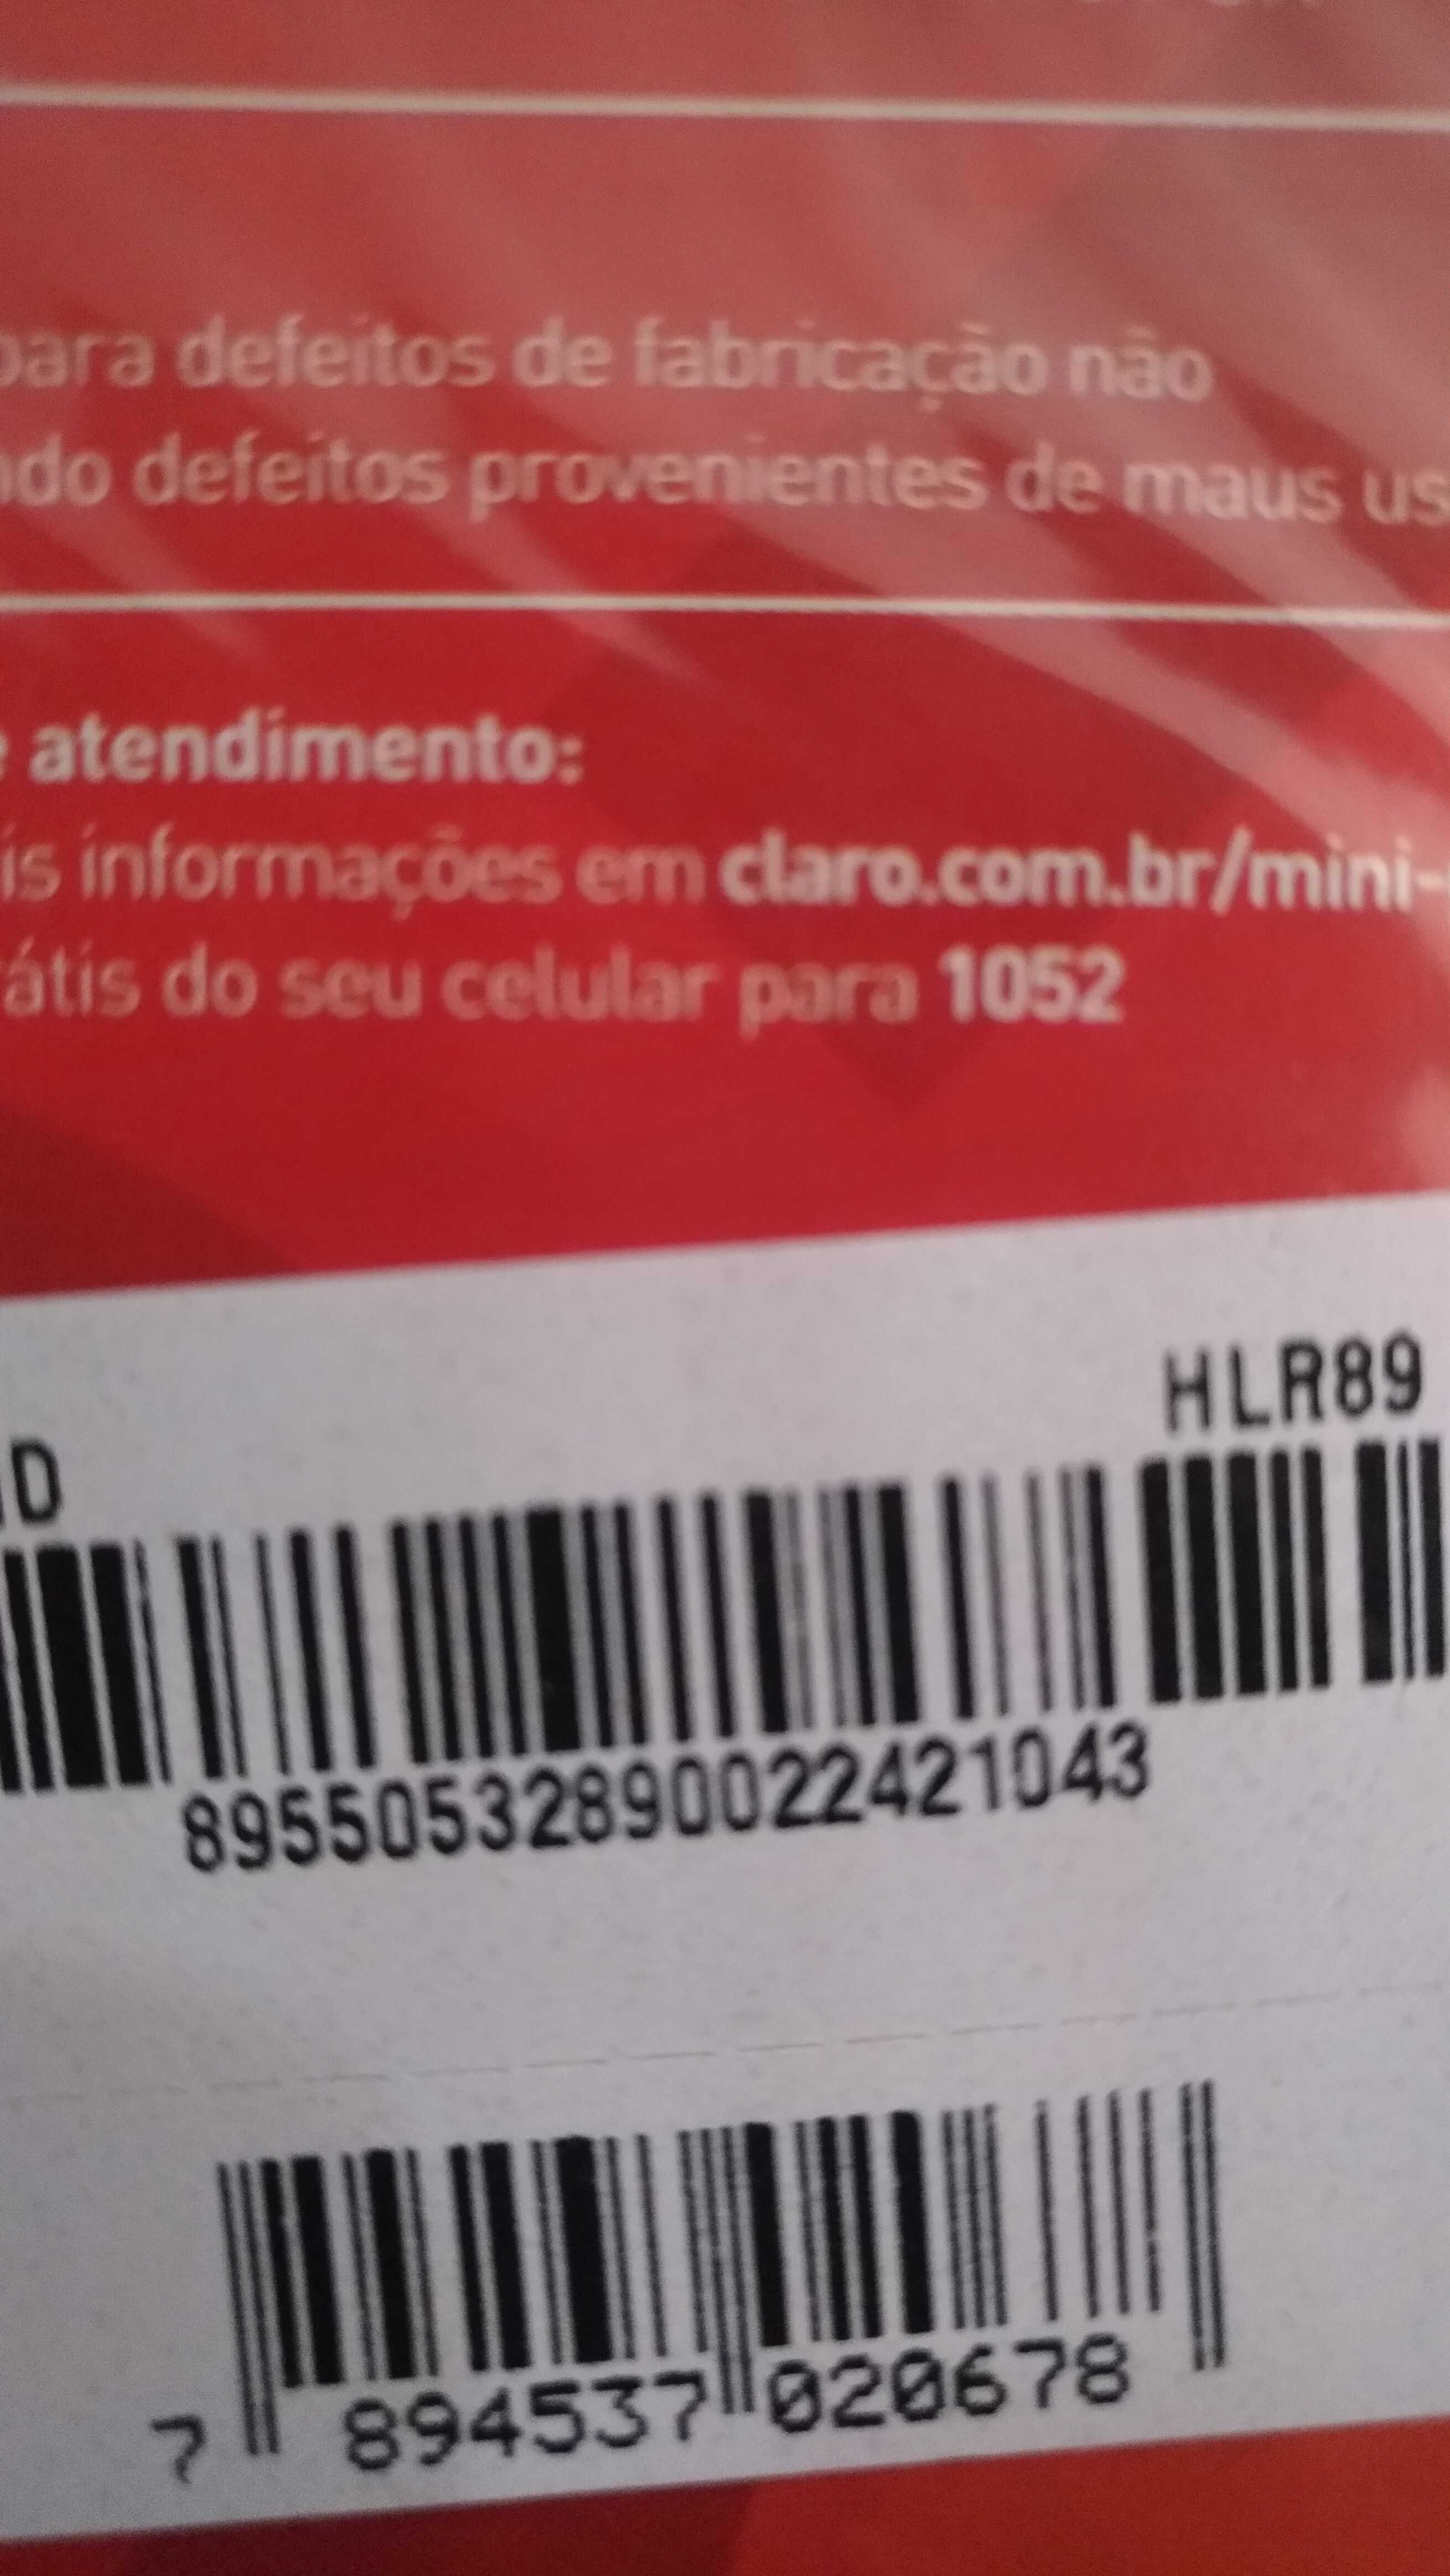 para defeitos de fabricação não
ndo defeitos provenientes de maus us
e atendimento:
is informações em claro.com.br/mini-
rátis do seu celular para 1052
HLR89
D
89550532890022421043
7 894537 020678